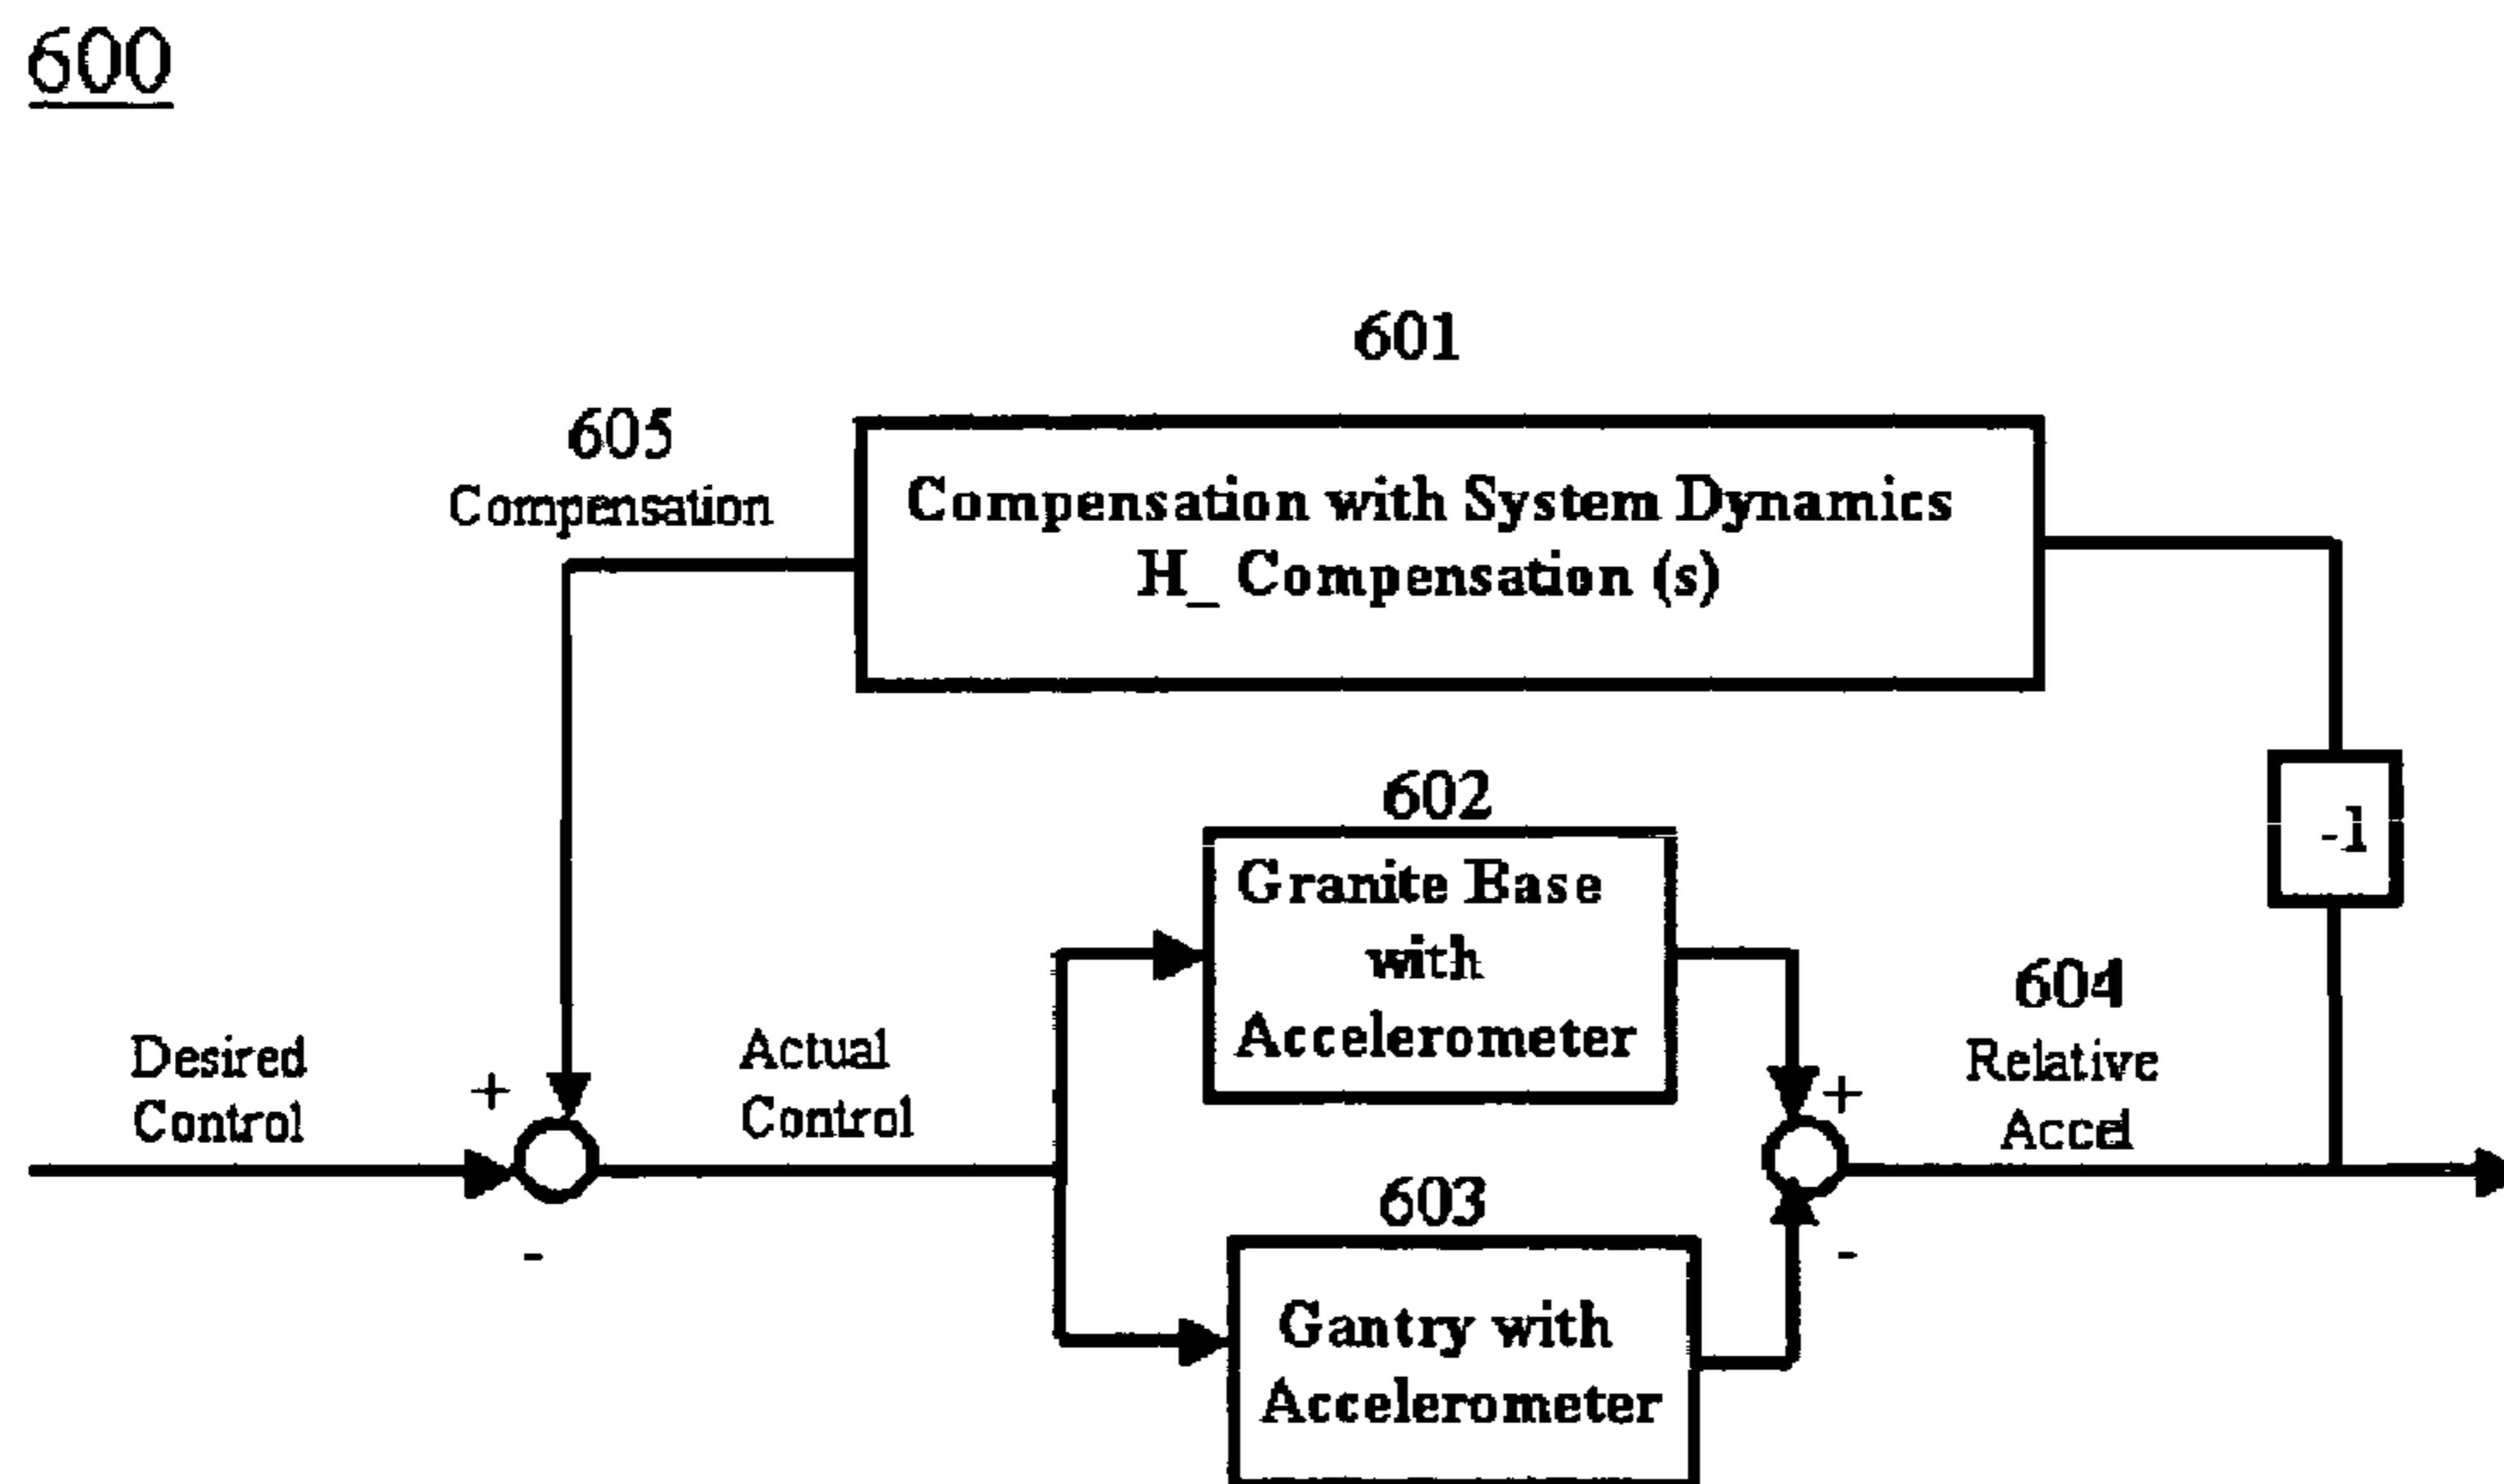 600
601
605
Compensation
Compensation with System Dynamics
H_ Compensation (s)
602
Granite Base
with
Accelerometer
-1
604
Relative
Accel
Desired
Control
+
-
Actual
Control
+
-
603
Gantry with
Accelerometer